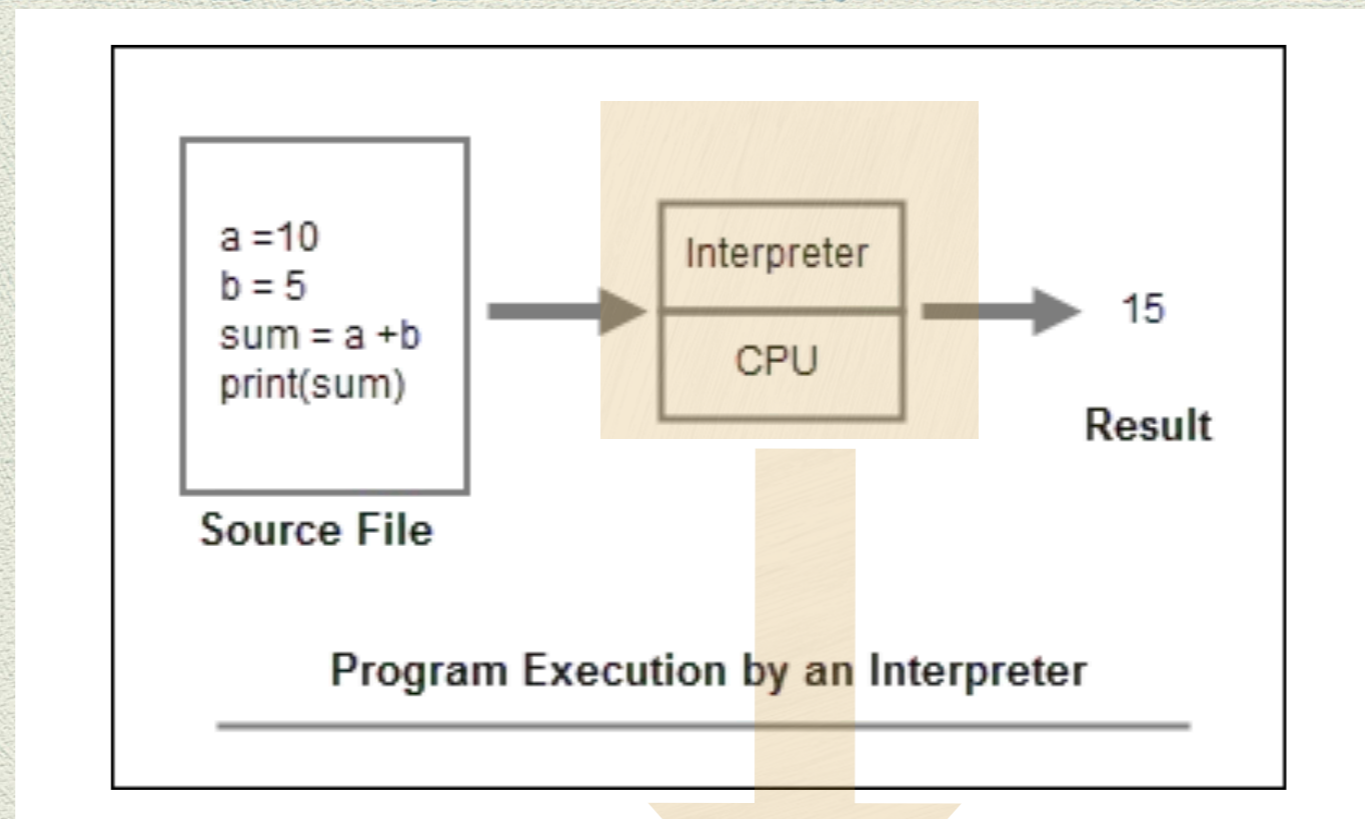 a =10
b = 5
sum = a +b
print(sum)
Source File
Interpreter
CPU
15
Result
Program Execution by an Interpreter